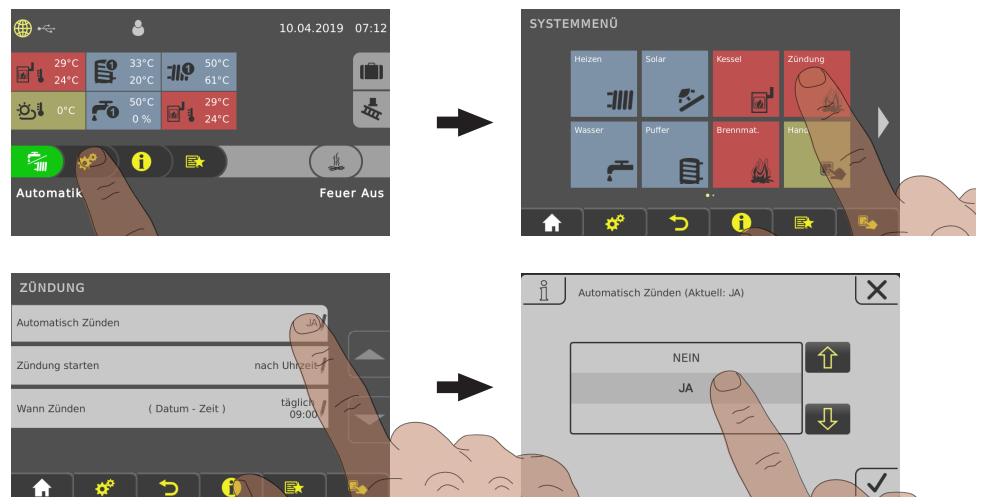 10.04.2019 07:12
29°C 33°C 50°C
24°C 20°C 61°C
0°C 50°C 29°C
0 % 24°C
Automatik Feuer Aus
SYSTEMMENÜ
Heizen Solar Kessel Zündung
Wasser Puffer Brennmat. Hand
ZÜNDUNG
Automatisch Zünden JA
Zündung starten nach Uhrzeit
Wann Zünden ( Datum - Zeit ) täglich
09:00
Automatisch Zünden (Aktuell: JA)
NEIN
JA